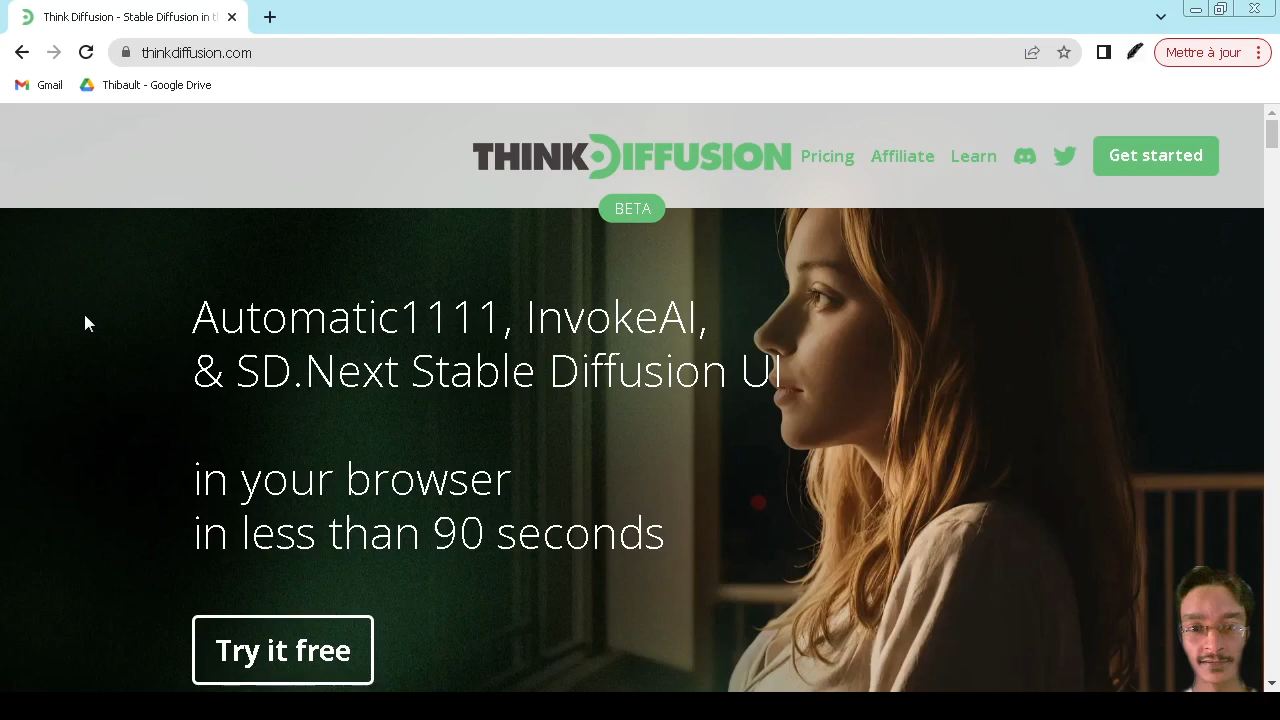 Think Diffusion - Stable Diffusion in t
thinkdiffusion.com
Mettre à jour
Gmail
Thibault - Google Drive
THINKDIFFUSION
Pricing
Affiliate
Learn
Get started
BETA
Automatic1111, InvokeAI,
& SD.Next Stable Diffusion UI
in your browser
in less than 90 seconds
Try it free